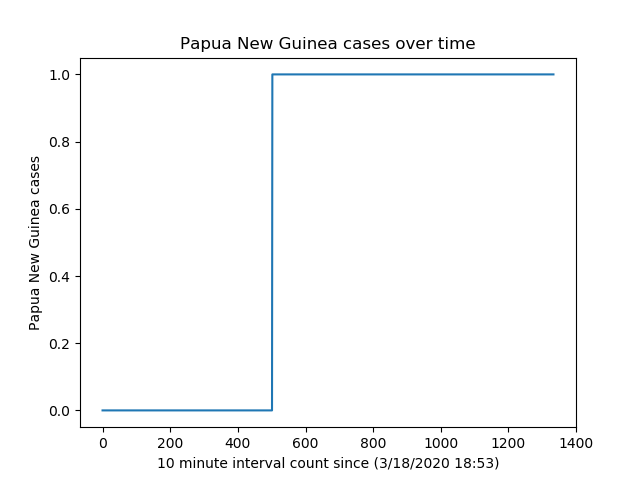 Papua New Guinea cases over time
Papua New Guinea cases
1.0
0.8
0.6
0.4
0.2
0.0
0 200 400 600 800 1000 1200 1400
10 minute interval count since (3/18/2020 18:53)